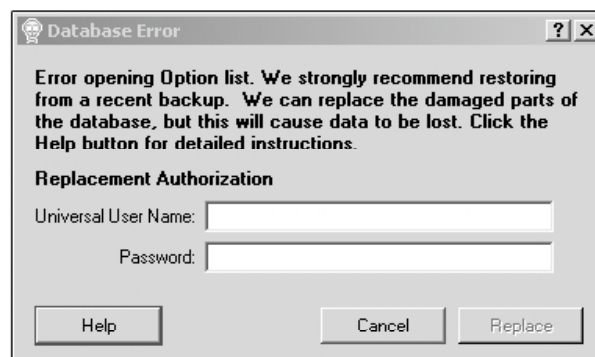 Database Error
Error opening Option list. We strongly recommend restoring
from a recent backup. We can replace the damaged parts of
the database, but this will cause data to be lost. Click the
Help button for detailed instructions.
Replacement Authorization
Universal User Name:
Password:
Help Cancel Replace